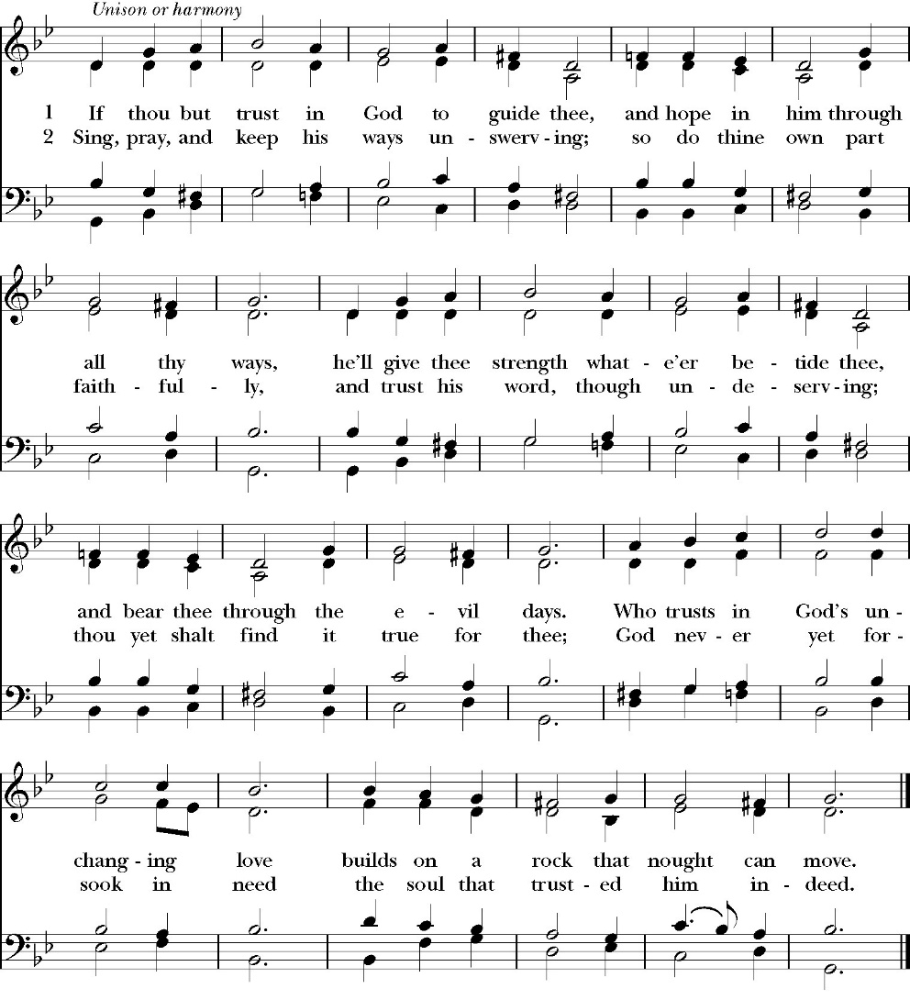 Unison or harmony
1 If thou but trust in God to guide thee, and hope in him through
2 Sing, pray, and keep his ways un - swerv - ing; so do thine own part
all thy ways, he'll give thee strength what - e'er be - tide thee,
faith - ful - ly, and trust his word, though un - de - serv - ing;
and bear thee through the e - vil days. Who trusts in God's un -
thou yet shalt find it true for thee; God nev - er yet for -
chang - ing love builds on a rock that nought can move.
sook in need the soul that trust - ed him in - deed.